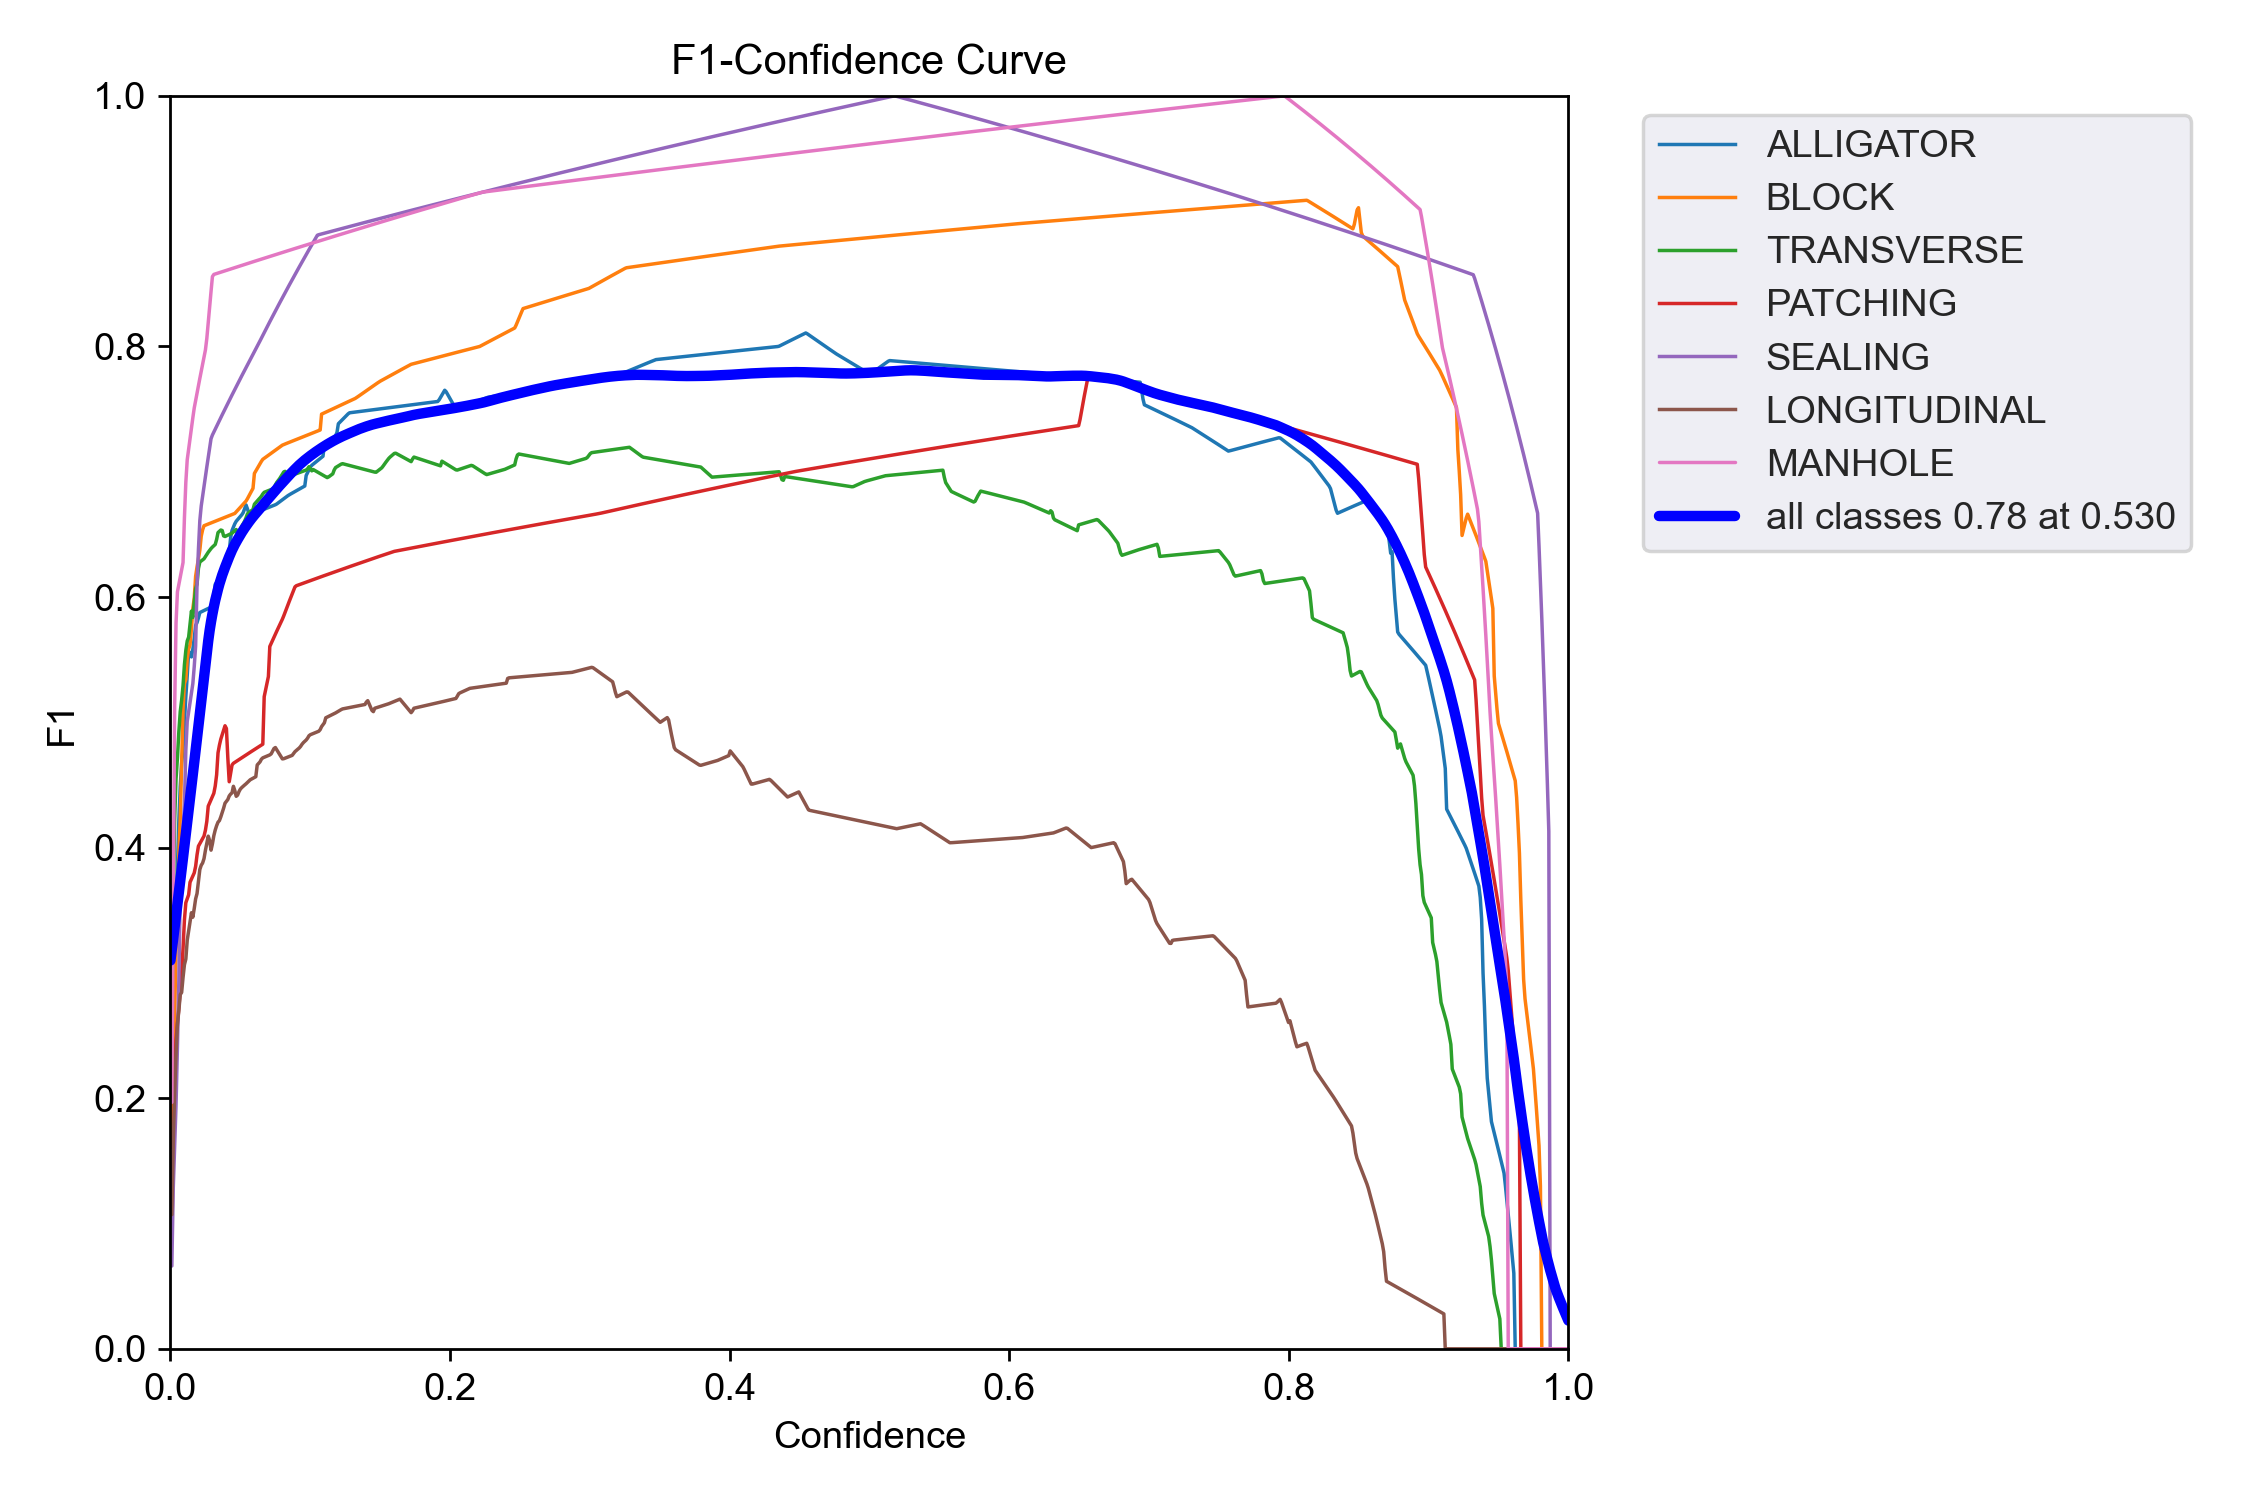 F1-Confidence Curve
1.0
0.8
0.6
0.4
0.2
0.0
F1
0.0 0.2 0.4 0.6 0.8 1.0
Confidence
ALLIGATOR
BLOCK
TRANSVERSE
PATCHING
SEALING
LONGITUDINAL
MANHOLE
all classes 0.78 at 0.530